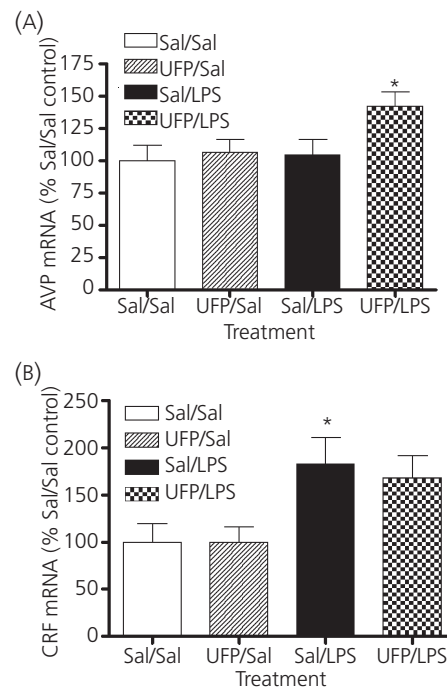 (A)
Sal/Sal
UFP/Sal
Sal/LPS
UFP/LPS
*
175
150
125
100
75
50
25
0
AVP mRNA (% Sal/Sal control)
Sal/Sal UFP/Sal Sal/LPS UFP/LPS
Treatment
(B)
Sal/Sal
UFP/Sal
Sal/LPS
UFP/LPS
*
250
200
150
100
50
0
CRF mRNA (% Sal/Sal control)
Sal/Sal UFP/Sal Sal/LPS UFP/LPS
Treatment